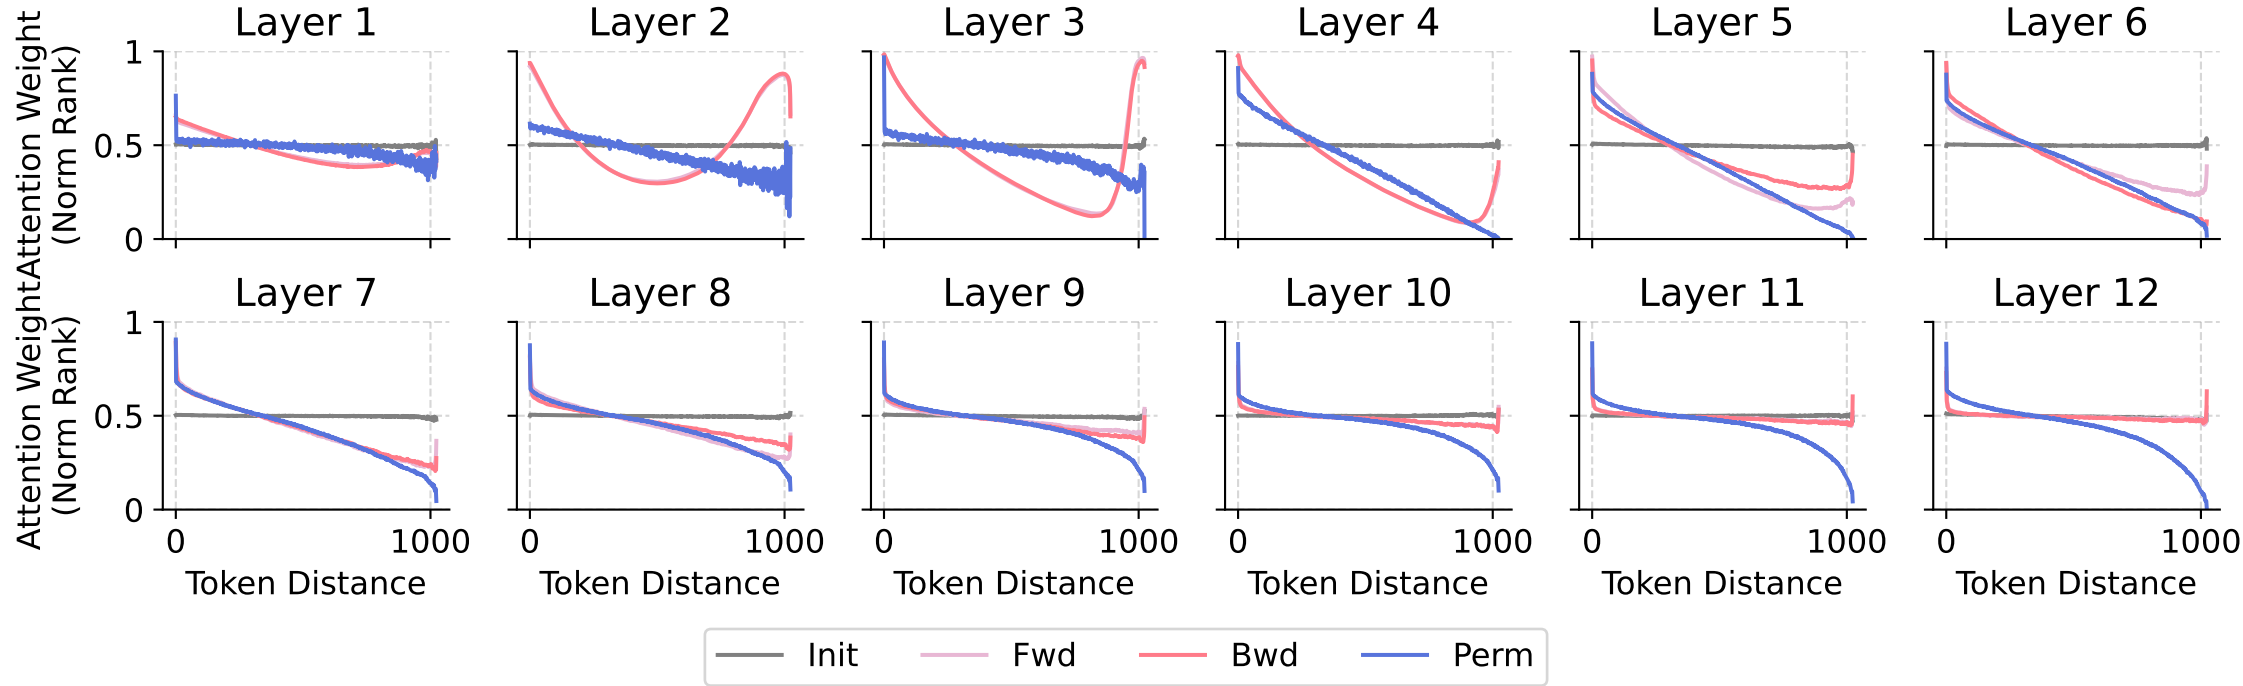 Layer 1 Layer 2 Layer 3 Layer 4 Layer 5 Layer 6
Attention Weight
(Norm Rank)
1
0.5
0
Layer 7 Layer 8 Layer 9 Layer 10 Layer 11 Layer 12
Attention Weight
(Norm Rank)
1
0.5
0
0 1000 0 1000 0 1000 0 1000 0 1000 0 1000
Token Distance Token Distance Token Distance Token Distance Token Distance Token Distance
Init Fwd Bwd Perm